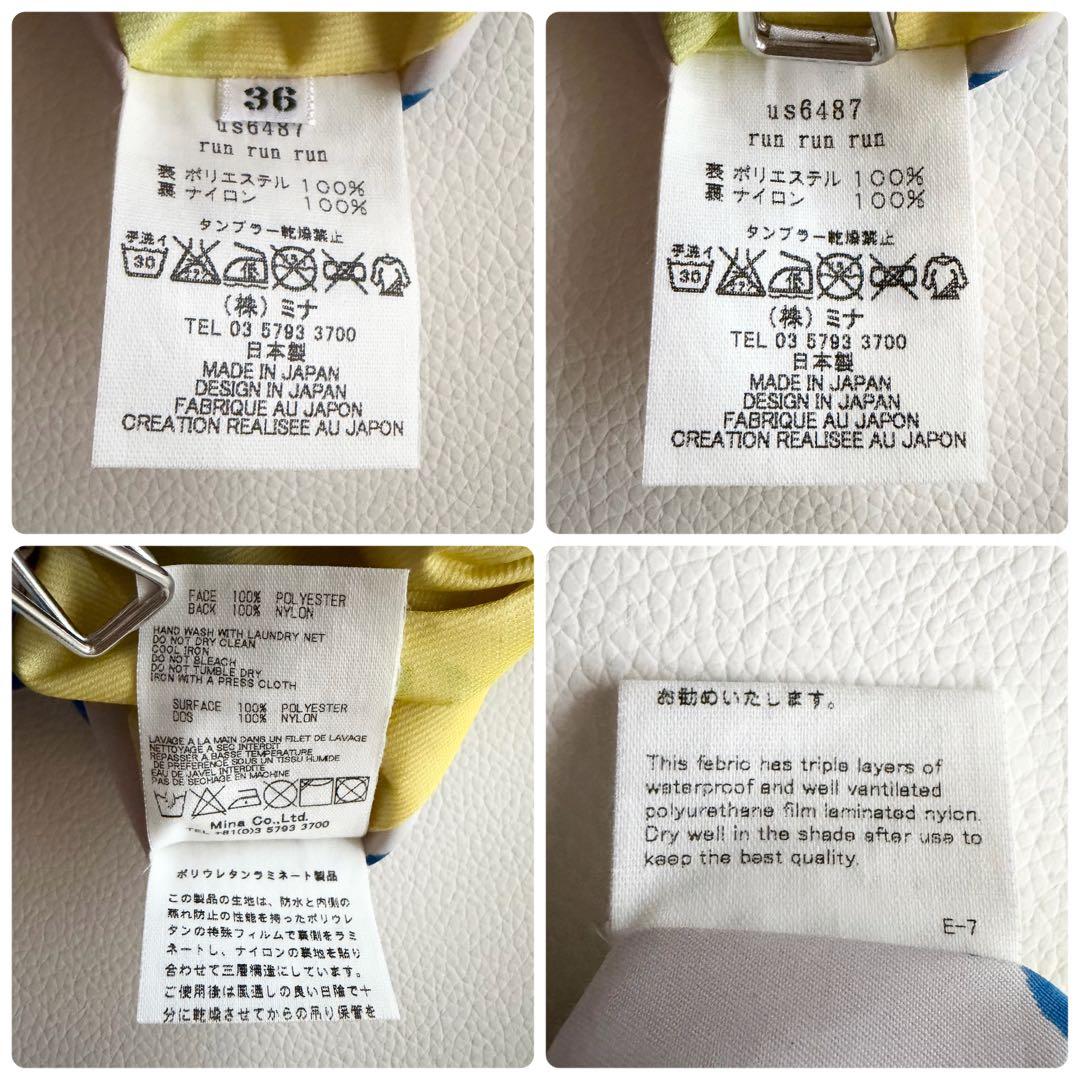 36
us6487
run run run
表 ポリエステル 100%
裏 ナイロン 100%
タンブラー乾燥禁止
手洗イ
30
(株) ミナ
TEL 03 5793 3700
日本製
MADE IN JAPAN
DESIGN IN JAPAN
FABRIQUE AU JAPON
CREATION REALISEE AU JAPON
us6487
run run run
表 ポリエステル 100%
裏 ナイロン 100%
タンブラー乾燥禁止
手洗イ
30
(株) ミナ
TEL 03 5793 3700
日本製
MADE IN JAPAN
DESIGN IN JAPAN
FABRIQUE AU JAPON
CREATION REALISEE AU JAPON
FACE 100% POLYESTER
BACK 100% NYLON
HAND WASH WITH LAUNDRY NET
DO NOT DRY CLEAN
COOL IRON
DO NOT BLEACH
DO NOT TUMBLE DRY
IRON WITH A PRESS CLOTH
SURFACE 100% POLYESTER
DOS 100% NYLON
LAVAGE A LA MAIN DANS UN FILET DE LAVAGE
NETTOYAGE A SEC INTERDIT
REPASSER A BASSE TEMPERATURE
DE PREFERENCE SOUS UN TISSU HUMIDE
EAU DE JAVEL INTERDITE
PAS DE SECHAGE EN MACHINE
Mina Co.,Ltd.
TEL +81(0)3 5793 3700
ポリウレタンラミネート製品
この製品の生地は、防水と内側の
蒸れ防止の性能を持ったポリウレ
タンの特殊フィルムで裏側をラミ
ネートし、ナイロンの裏地を貼り
合わせて三層構造にしています。
ご使用後は風通しの良い日陰で十
分に乾燥させてからの吊り保管を
お勧めいたします。
This fabric has triple layers of
waterproof and well vantilated
polyurethane film laminated nylon.
Dry well in the shade after use to
keep the best quality.
E-7